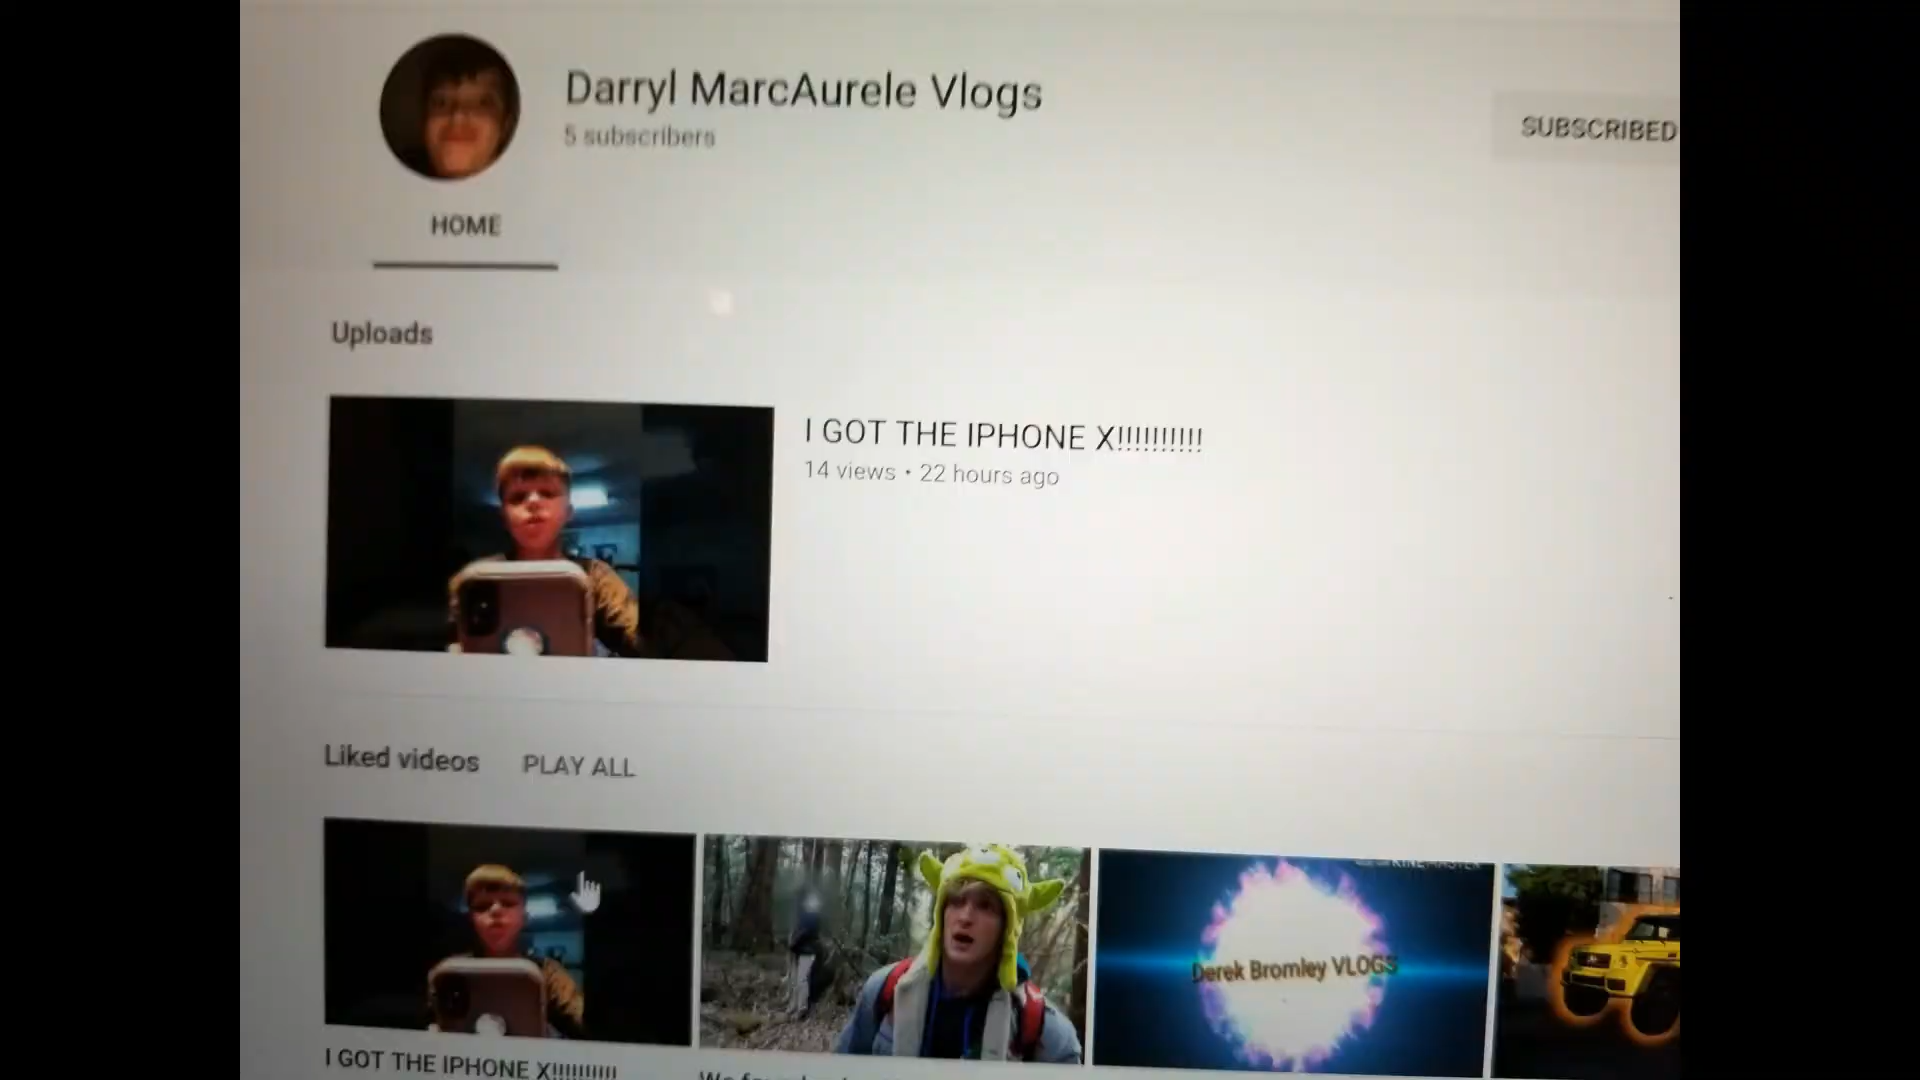 Darryl MarcAurele Vlogs
5 subscribers
SUBSCRIBED
HOME
Uploads
I GOT THE IPHONE X!!!!!!!!!!
14 views • 22 hours ago
Liked videos PLAY ALL
Derek Bromley VLOGS
I GOT THE IPHONE X!!!!!!!!!!